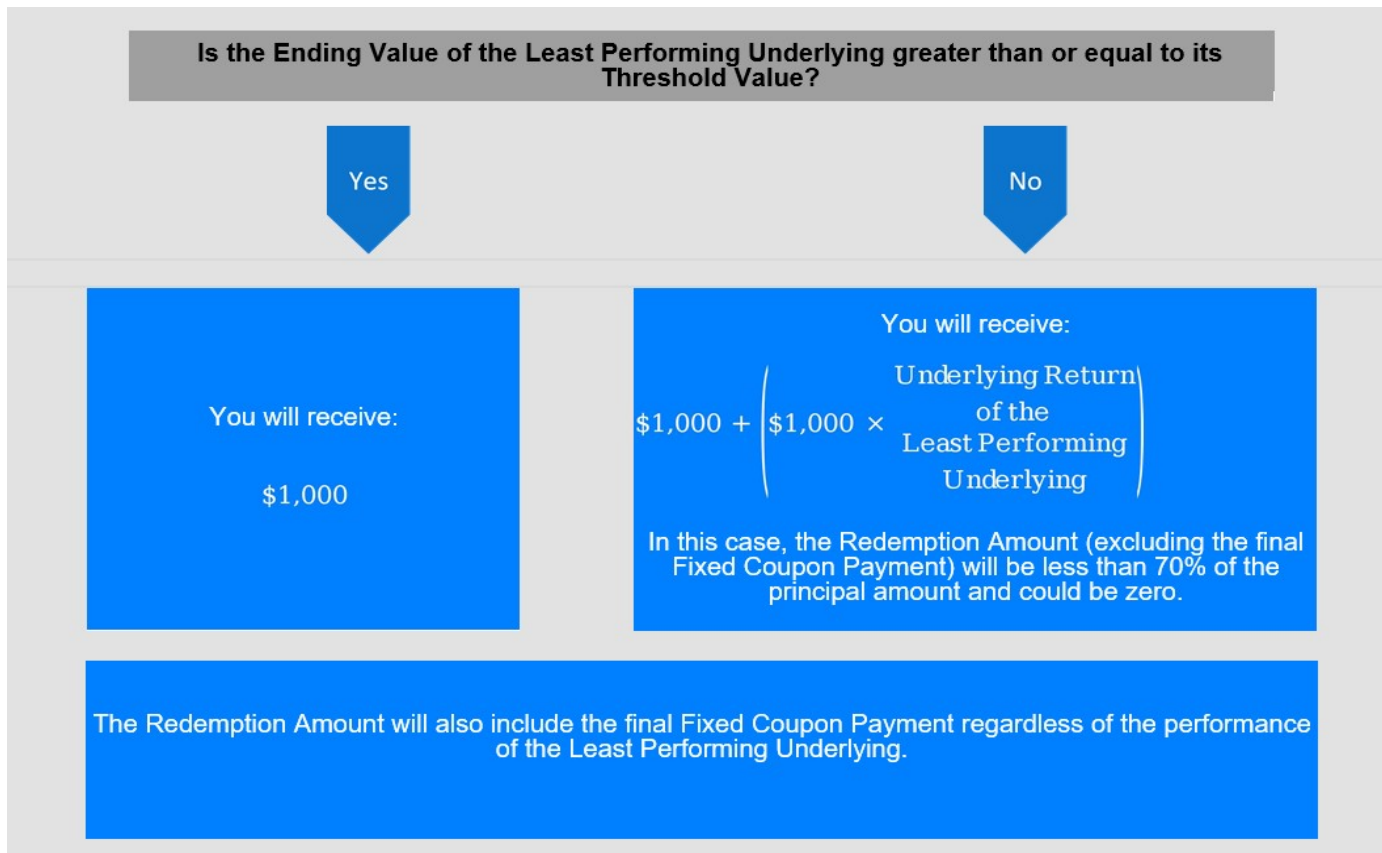 Is the Ending Value of the Least Performing Underlying greater than or equal to its
Threshold Value?
Yes
No
You will receive:
$1,000
You will receive:
$1,000 + ($1,000 × Underlying Return
of the
Least Performing
Underlying)
In this case, the Redemption Amount (excluding the final
Fixed Coupon Payment) will be less than 70% of the
principal amount and could be zero.
The Redemption Amount will also include the final Fixed Coupon Payment regardless of the performance
of the Least Performing Underlying.